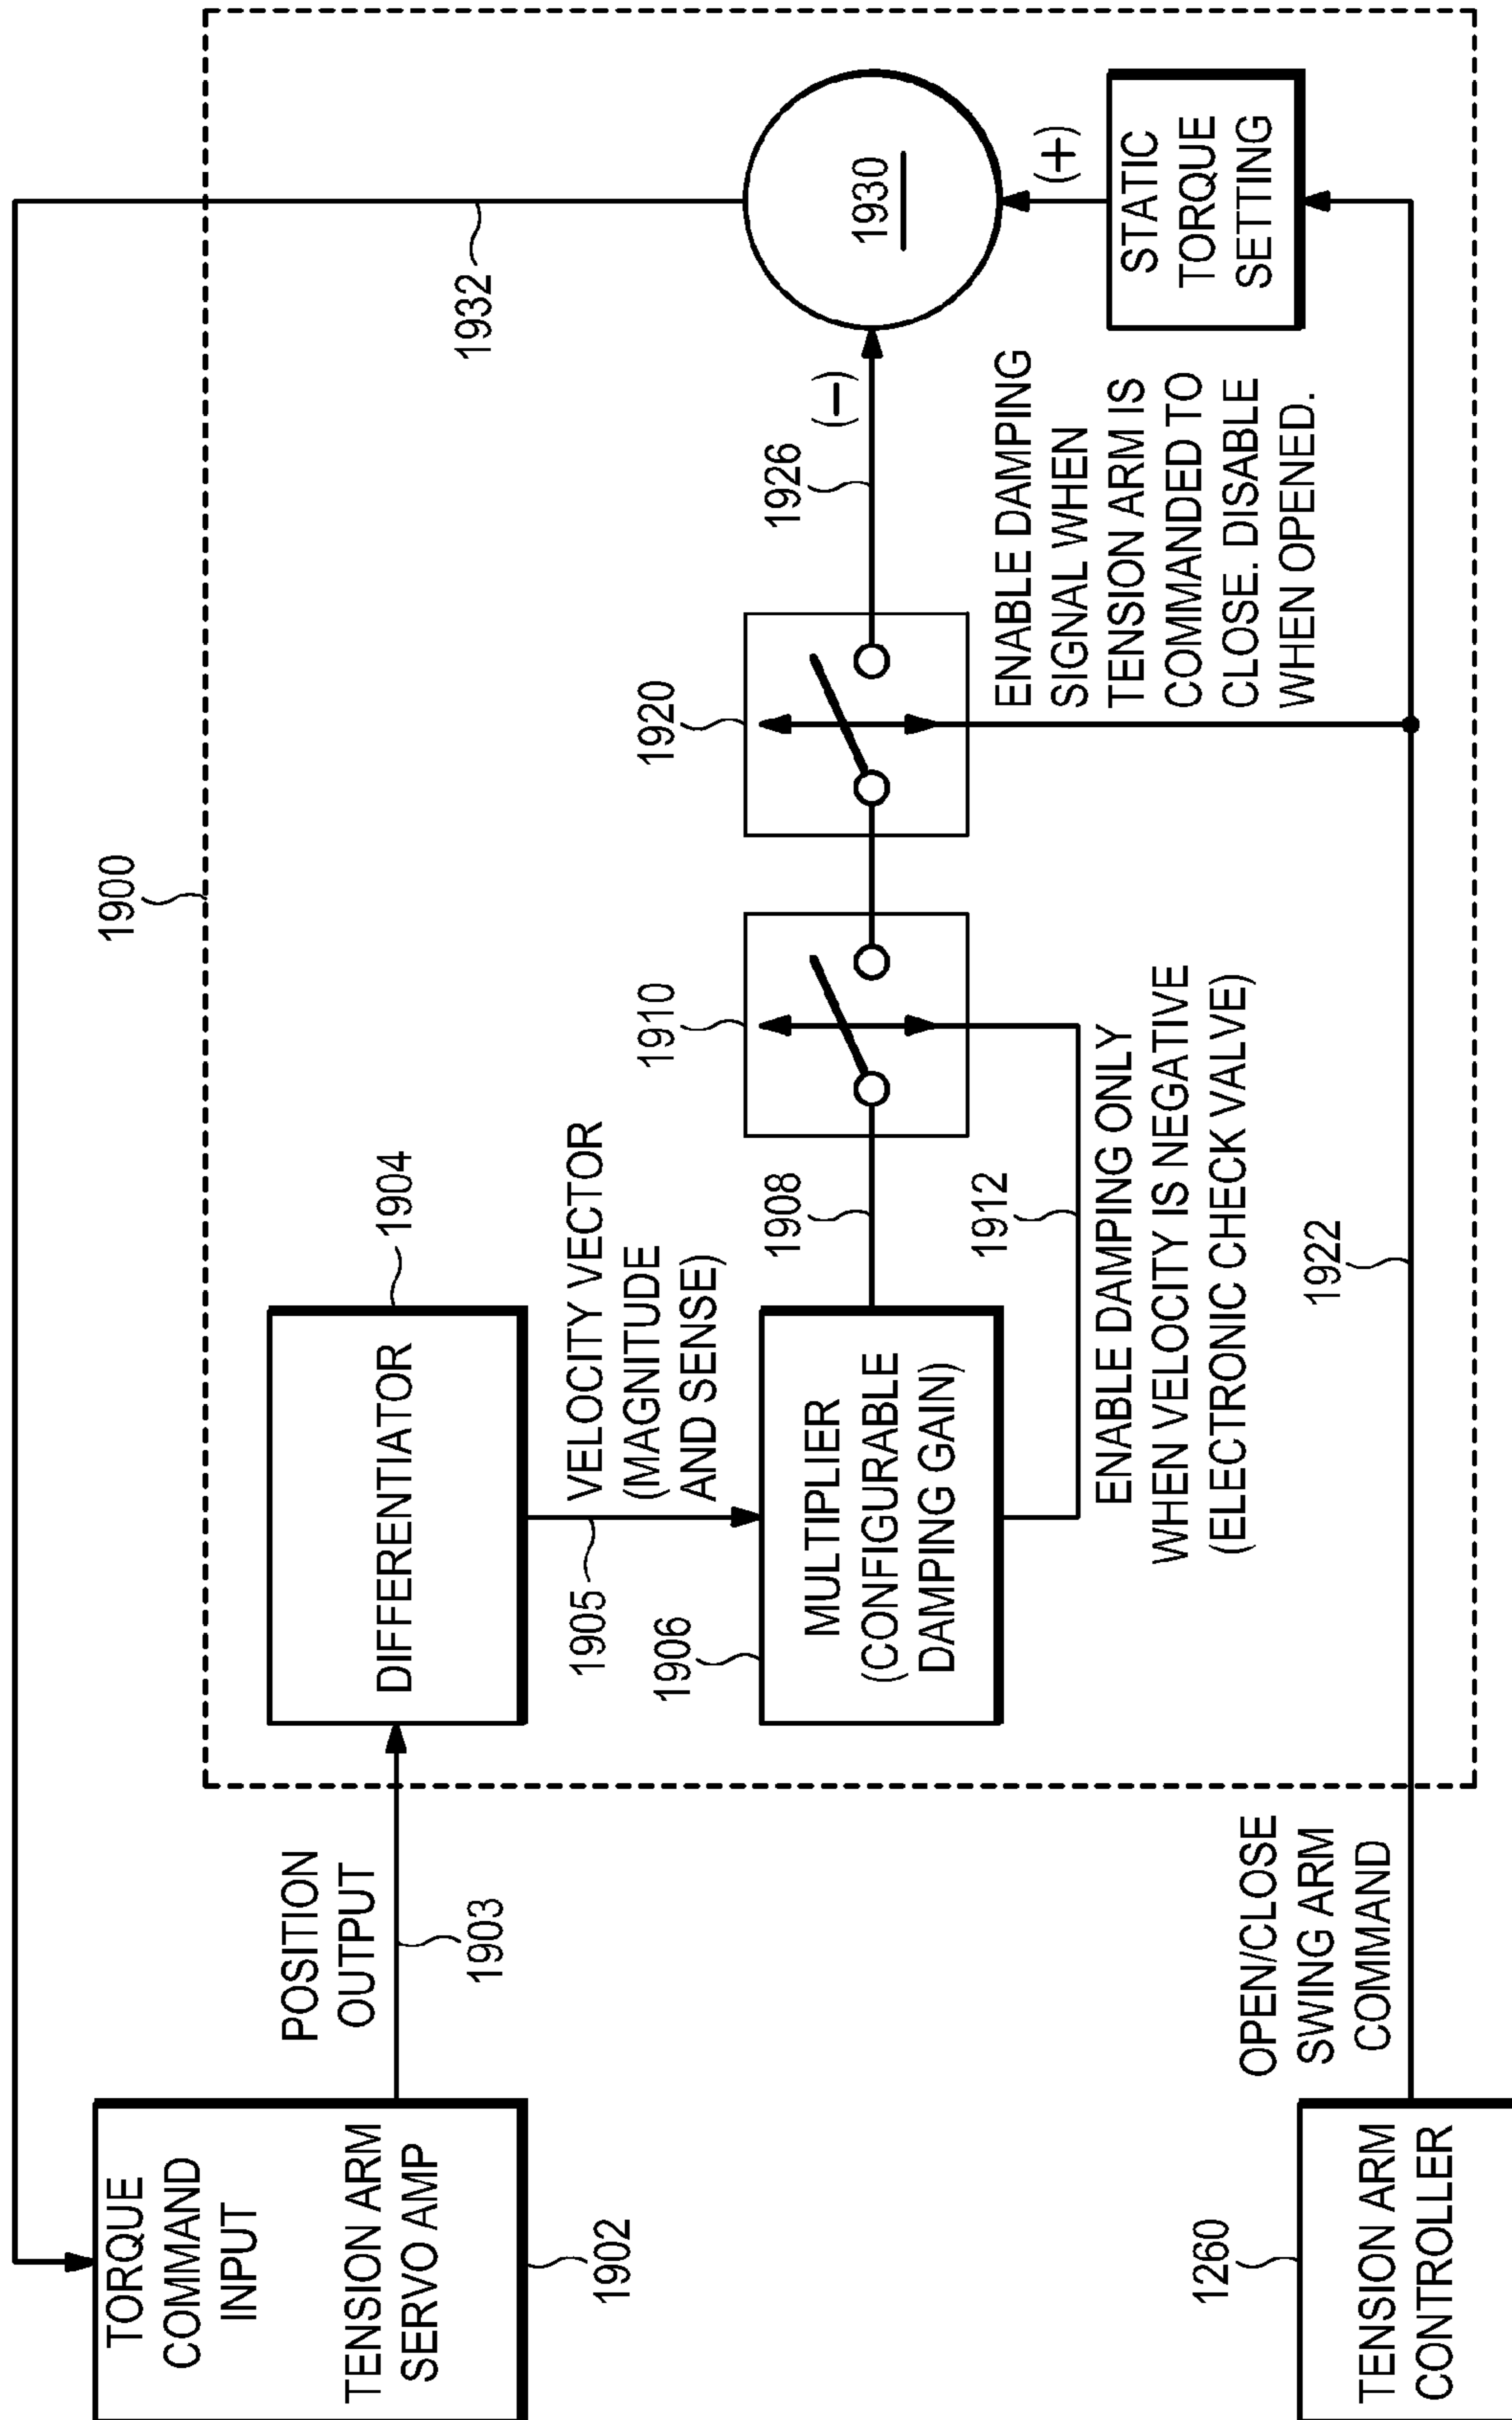 1900
TORQUE
COMMAND
INPUT
TENSION ARM
SERVO AMP
1902
POSITION
OUTPUT
1903
DIFFERENTIATOR
1904
1905
VELOCITY VECTOR
(MAGNITUDE
AND SENSE)
1906
MULTIPLIER
(CONFIGURABLE
DAMPING GAIN)
1908
1912
1910
ENABLE DAMPING ONLY
WHEN VELOCITY IS NEGATIVE
(ELECTRONIC CHECK VALVE)
1920
ENABLE DAMPING
SIGNAL WHEN
TENSION ARM IS
COMMANDED TO
CLOSE. DISABLE
WHEN OPENED.
1926
(−)
1932
1930
(+)
STATIC
TORQUE
SETTING
1260
TENSION ARM
CONTROLLER
OPEN/CLOSE
SWING ARM
COMMAND
1922